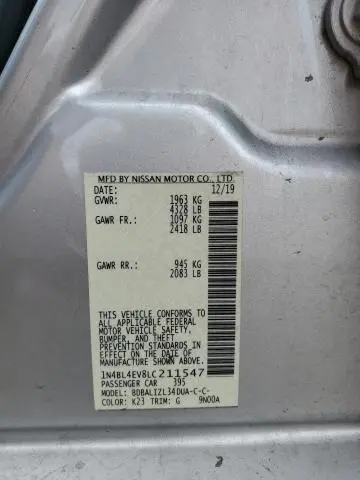 MFD BY NISSAN MOTOR CO., LTD.
DATE: 12/19
GVWR: 1963 KG
4328 LB
GAWR FR.: 1097 KG
2418 LB
GAWR RR.: 945 KG
2083 LB
THIS VEHICLE CONFORMS TO
ALL APPLICABLE FEDERAL
MOTOR VEHICLE SAFETY,
BUMPER, AND THEFT
PREVENTION STANDARDS IN
EFFECT ON THE DATE OF
MANUFACTURE SHOWN ABOVE.
1N4BL4EV8LC211547
PASSENGER CAR 395
MODEL: BDBALIZL34DUA-C-C-
COLOR: K23 TRIM: G 9N00A